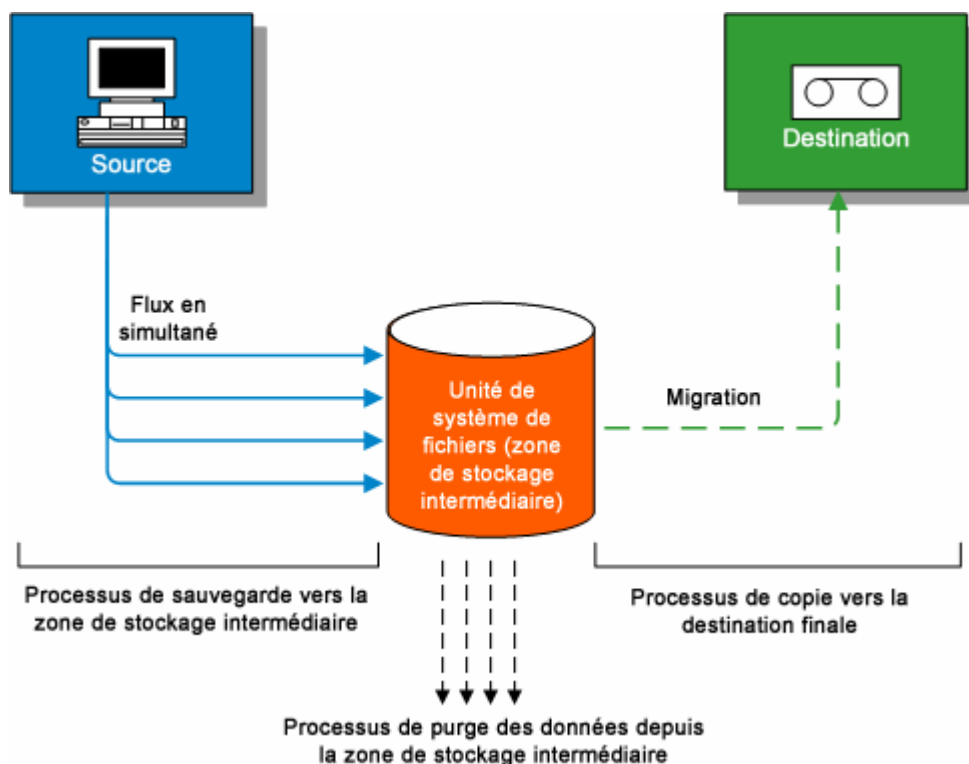 Source
Destination
Flux en
simultané
Unité de
système de
fichiers (zone
de stockage
intermédiaire)
Migration
Processus de sauvegarde vers la
zone de stockage intermédiaire
Processus de copie vers la
destination finale
Processus de purge des données depuis
la zone de stockage intermédiaire